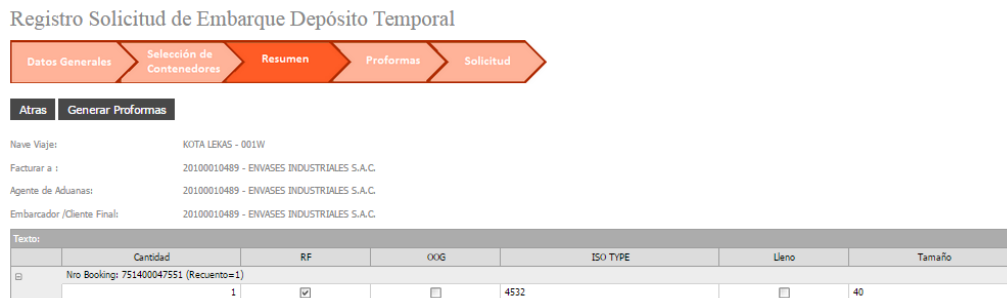 Registro Solicitud de Embarque Depósito Temporal
Datos Generales
Selección de
Contenedores
Resumen
Proformas
Solicitud
Atras Generar Proformas
Nave Viaje: KOTA LEKAS - 001W
Facturar a : 20100010489 - ENVASES INDUSTRIALES S.A.C.
Agente de Aduanas: 20100010489 - ENVASES INDUSTRIALES S.A.C.
Embarcador /Cliente Final: 20100010489 - ENVASES INDUSTRIALES S.A.C.
Texto:
Cantidad RF OOG ISO TYPE Lleno Tamaño
Nro Booking: 751400047551 (Recuento=1)
1 4532 40